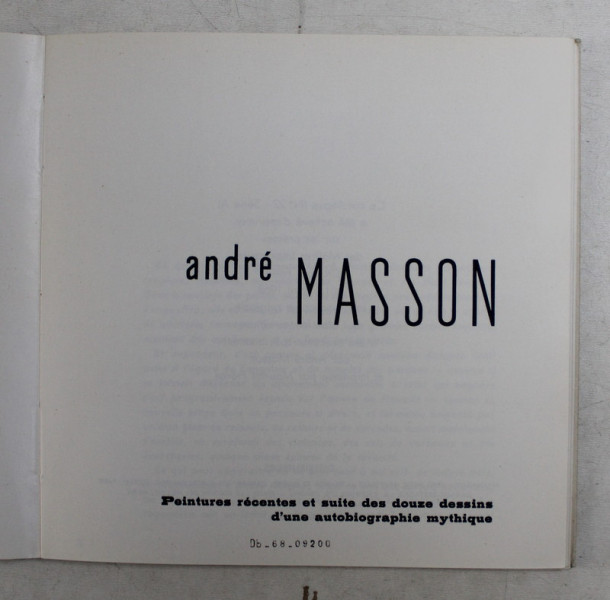 andré MASSON
Peintures récentes et suite des douze dessins
d'une autobiographie mythique
Db-68-09200